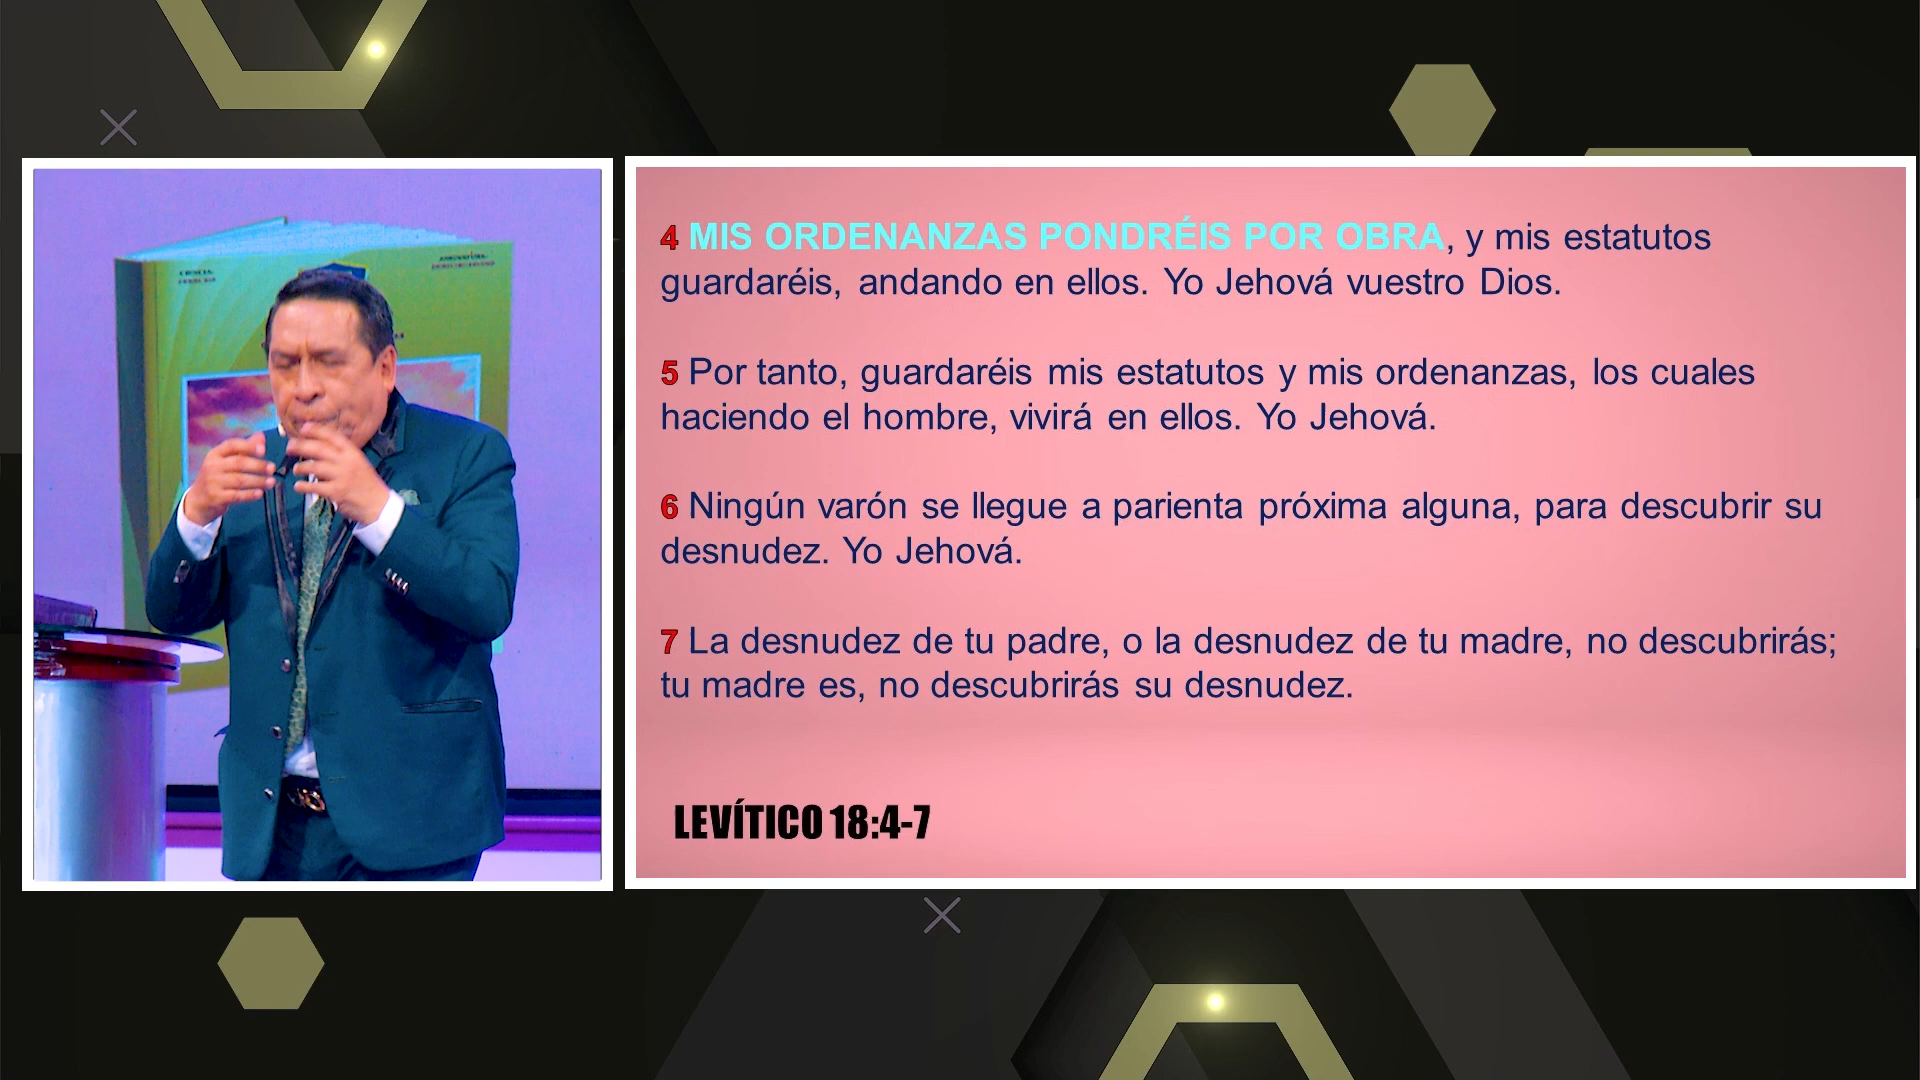 4 MIS ORDENANZAS PONDRÉIS POR OBRA, y mis estatutos
guardaréis, andando en ellos. Yo Jehová vuestro Dios.
5 Por tanto, guardaréis mis estatutos y mis ordenanzas, los cuales
haciendo el hombre, vivirá en ellos. Yo Jehová.
6 Ningún varón se llegue a parienta próxima alguna, para descubrir su
desnudez. Yo Jehová.
7 La desnudez de tu padre, o la desnudez de tu madre, no descubrirás;
tu madre es, no descubrirás su desnudez.
LEVÍTICO 18:4-7